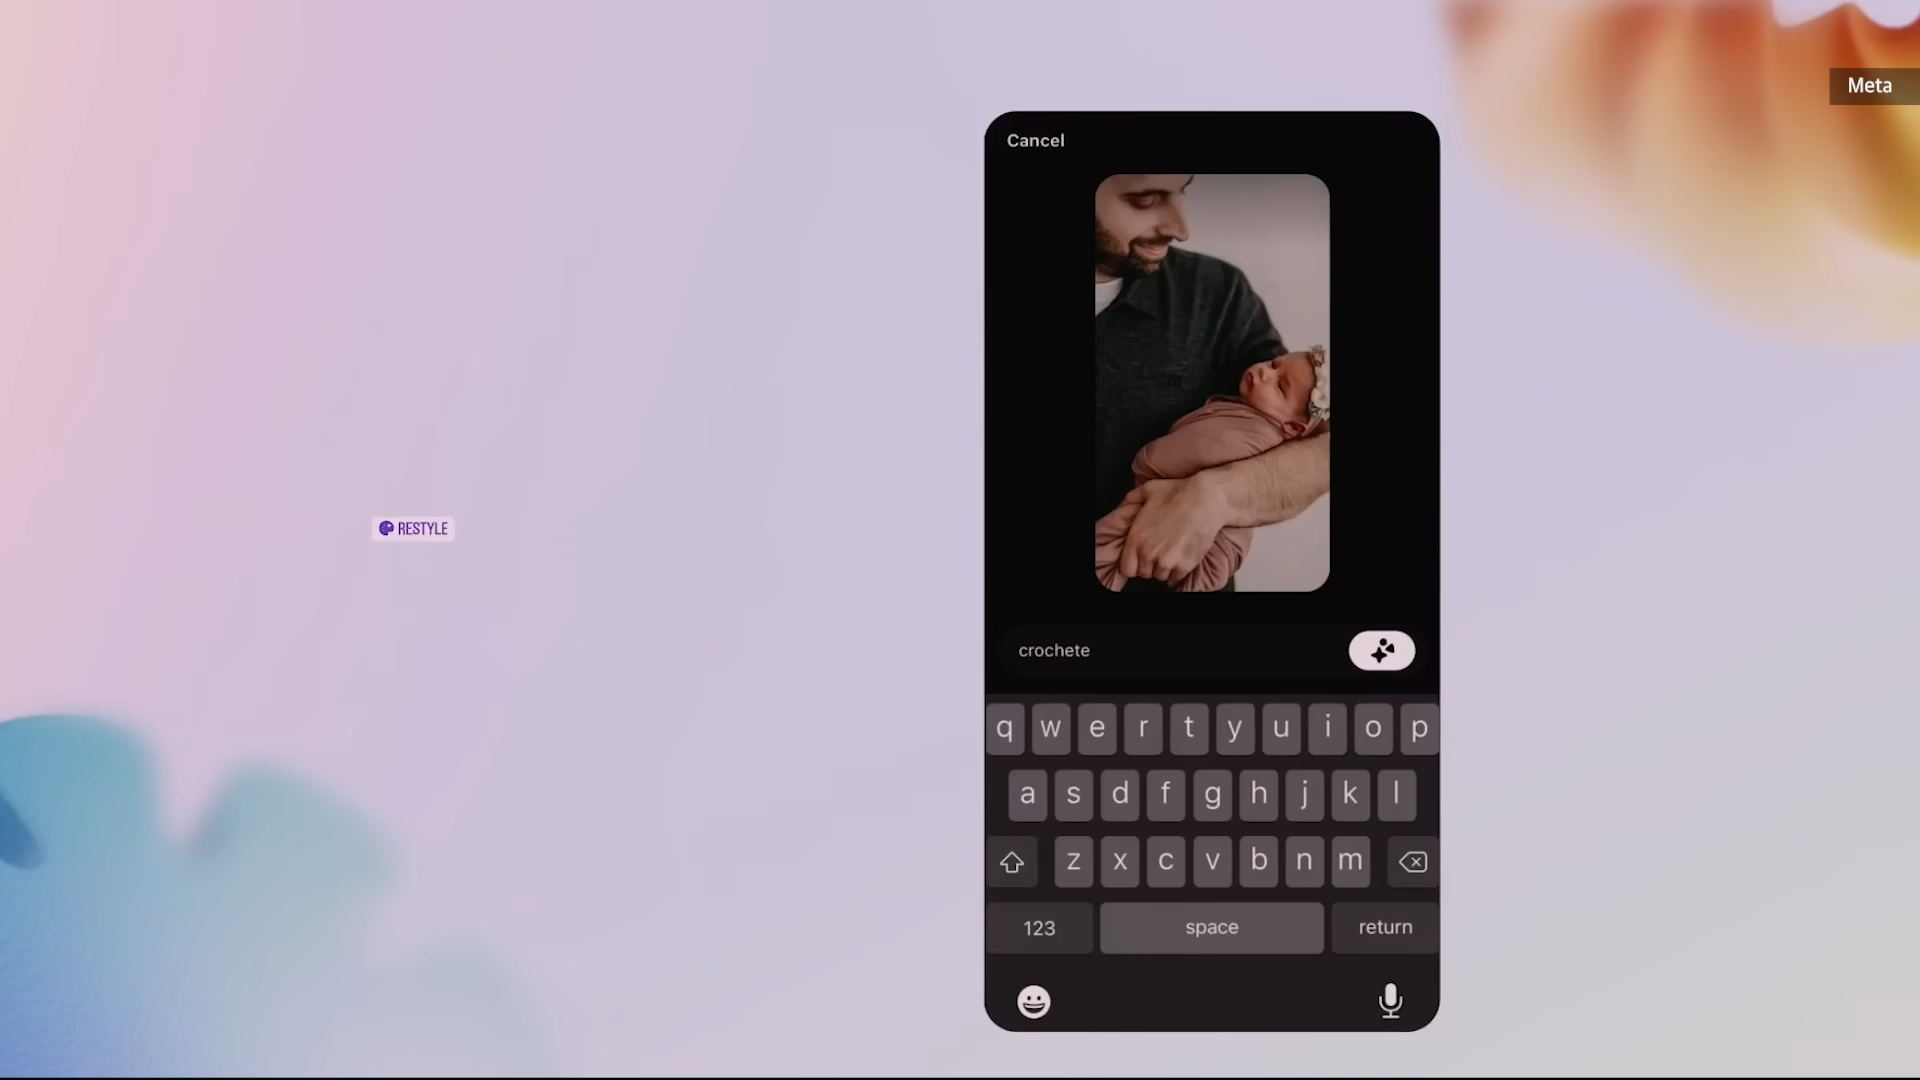 Meta
Cancel
RESTYLE
crochete
q w e r t y u i o p
a s d f g h j k l
z x c v b n m
123 space return